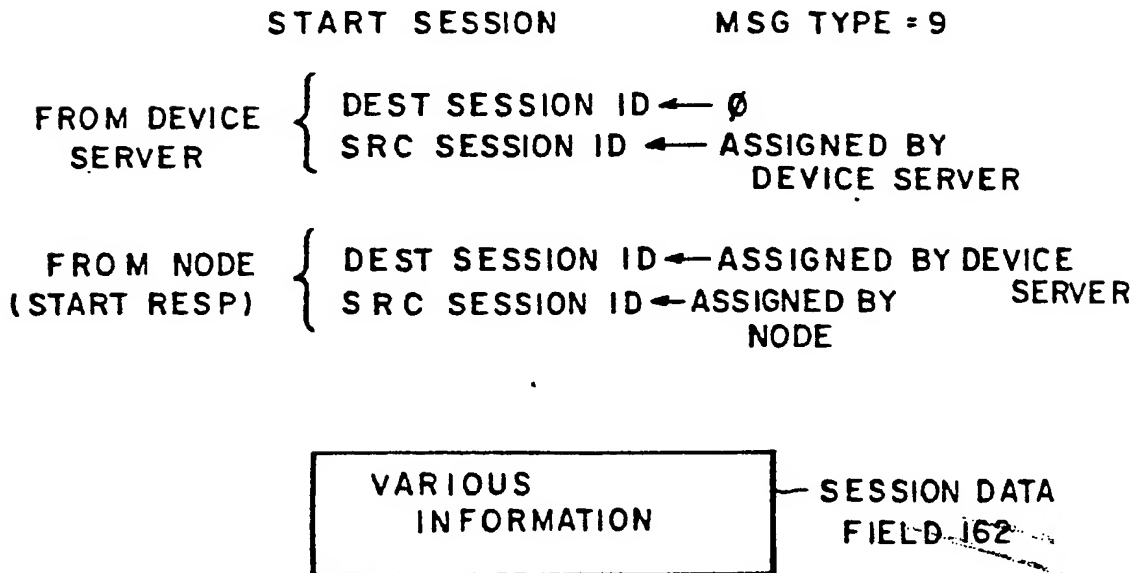 START SESSION MSG TYPE = 9
FROM DEVICE SERVER
DEST SESSION ID ← Ø
SRC SESSION ID ← ASSIGNED BY DEVICE SERVER
FROM NODE (START RESP)
DEST SESSION ID ← ASSIGNED BY DEVICE SERVER
SRC SESSION ID ← ASSIGNED BY NODE
VARIOUS
INFORMATION
SESSION DATA
FIELD 162